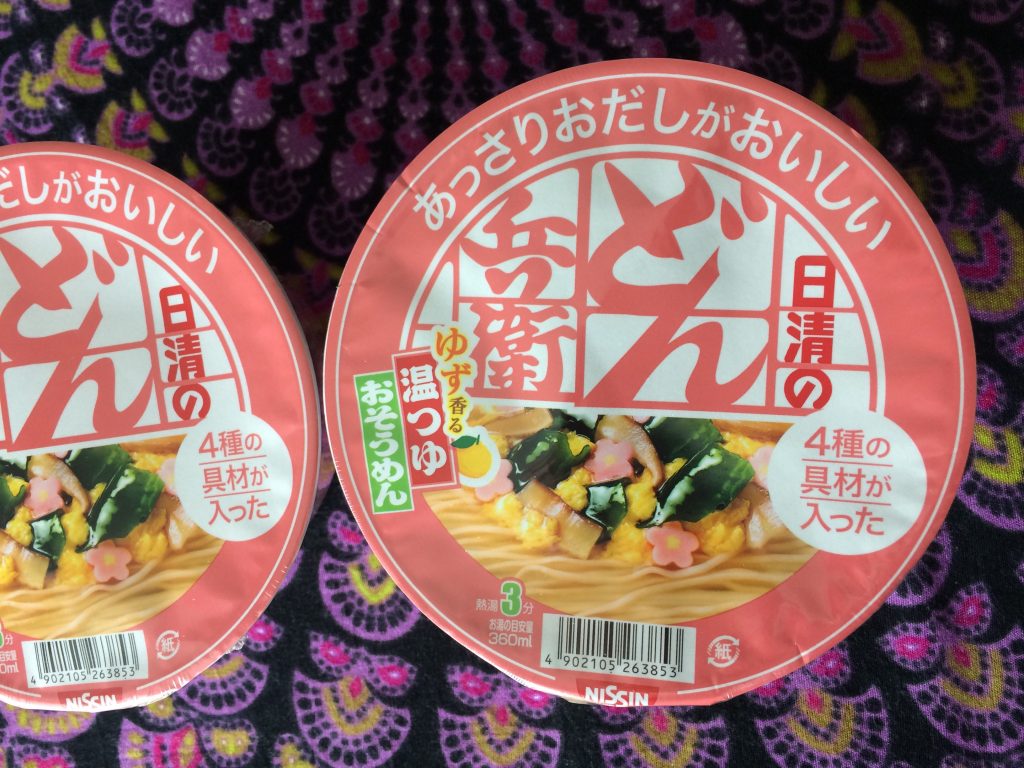 だしがおいしい
日清の
どん
4種の
具材が
入った
分
4 902105 263853
紙
NISSIN
あっさりおだしがおいしい
日清の
どん
兵衛
ゆず香る
温つゆ
おそうめん
4種の
具材が
入った
熱湯3分
お湯の目安量
360ml
4 902105 263853
紙
NISSIN